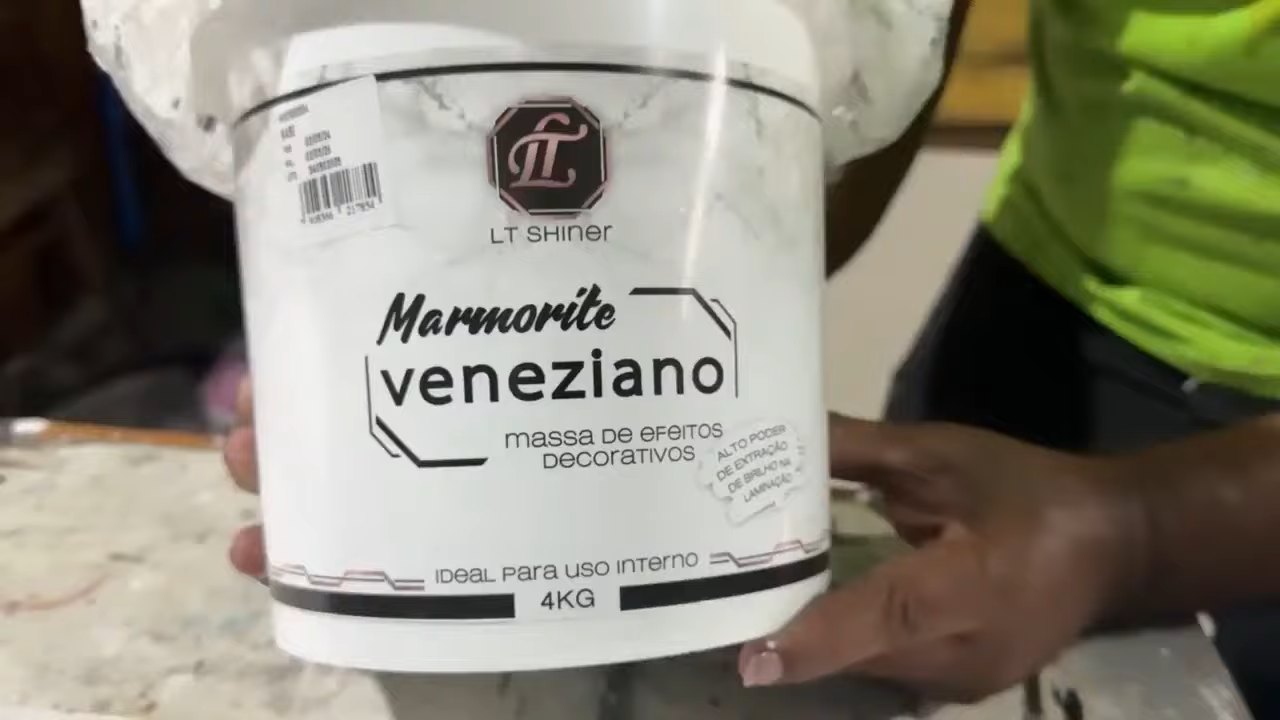 LT
LT SHINER
Marmorite
veneziano
massa DE EFEITOS
DECORATIVOS
ALTO PODER
DE EXTRAÇÃO
DE BRILHO NA
LAMINAÇÃO
IDEAL PARA USO INTERNO
4KG